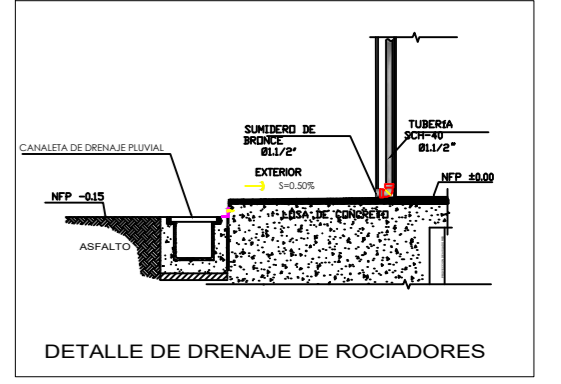 SUMIDERO DE
BRONCE
Ø1.1/2"
TUBERIA
SCH-40
Ø1.1/2"
CANALETA DE DRENAJE PLUVIAL
EXTERIOR
S=0.50%
NFP ±0.00
NFP -0.15
LOSA DE CONCRETO
ASFALTO
DETALLE DE DRENAJE DE ROCIADORES